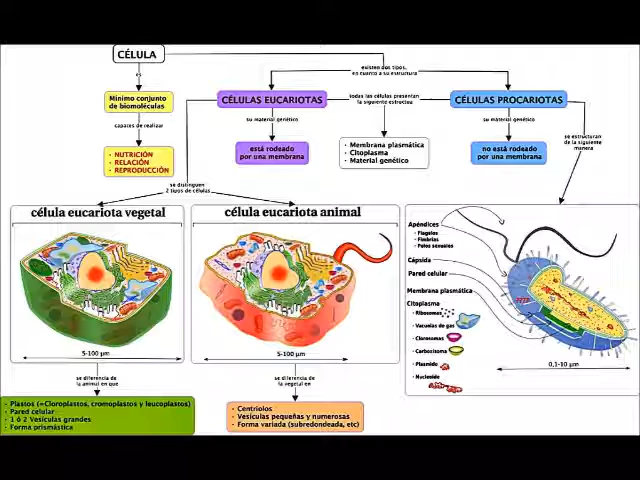 CÉLULA
es
Mínimo conjunto
de biomoléculas
capaces de realizar
- NUTRICIÓN
- RELACIÓN
- REPRODUCCIÓN
existen dos tipos,
en cuanto a su estructura
CÉLULAS EUCARIOTAS
todas las células presentan
la siguiente estructua
CÉLULAS PROCARIOTAS
su material genético
está rodeado
por una membrana
- Membrana plasmática
- Citoplasma
- Material genético
su material genético
no está rodeado
por una membrana
se estructuran
de la siguiente
manera
se distinguen
2 tipos de células
célula eucariota vegetal
célula eucariota animal
5-100 µm
5-100 µm
Apéndices
- Flagelos
- Fimbrias
- Pelos sexuales
Cápsida
Pared celular
Membrana plasmática
Citoplasma
- Ribosomas
- Vacuolas de gas
- Clorosomas
- Carboxisoma
- Plásmido
- Nucleoide
0,1-10 µm
se diferencia de
la animal en que
se diferencia de
la vegetal en
- Plastos (=Cloroplastos, cromoplastos y leucoplastos)
- Pared celular
- 1 ó 2 Vesículas grandes
- Forma prismástica
- Centriolos
- Vesículas pequeñas y numerosas
- Forma variada (subredondeada, etc)